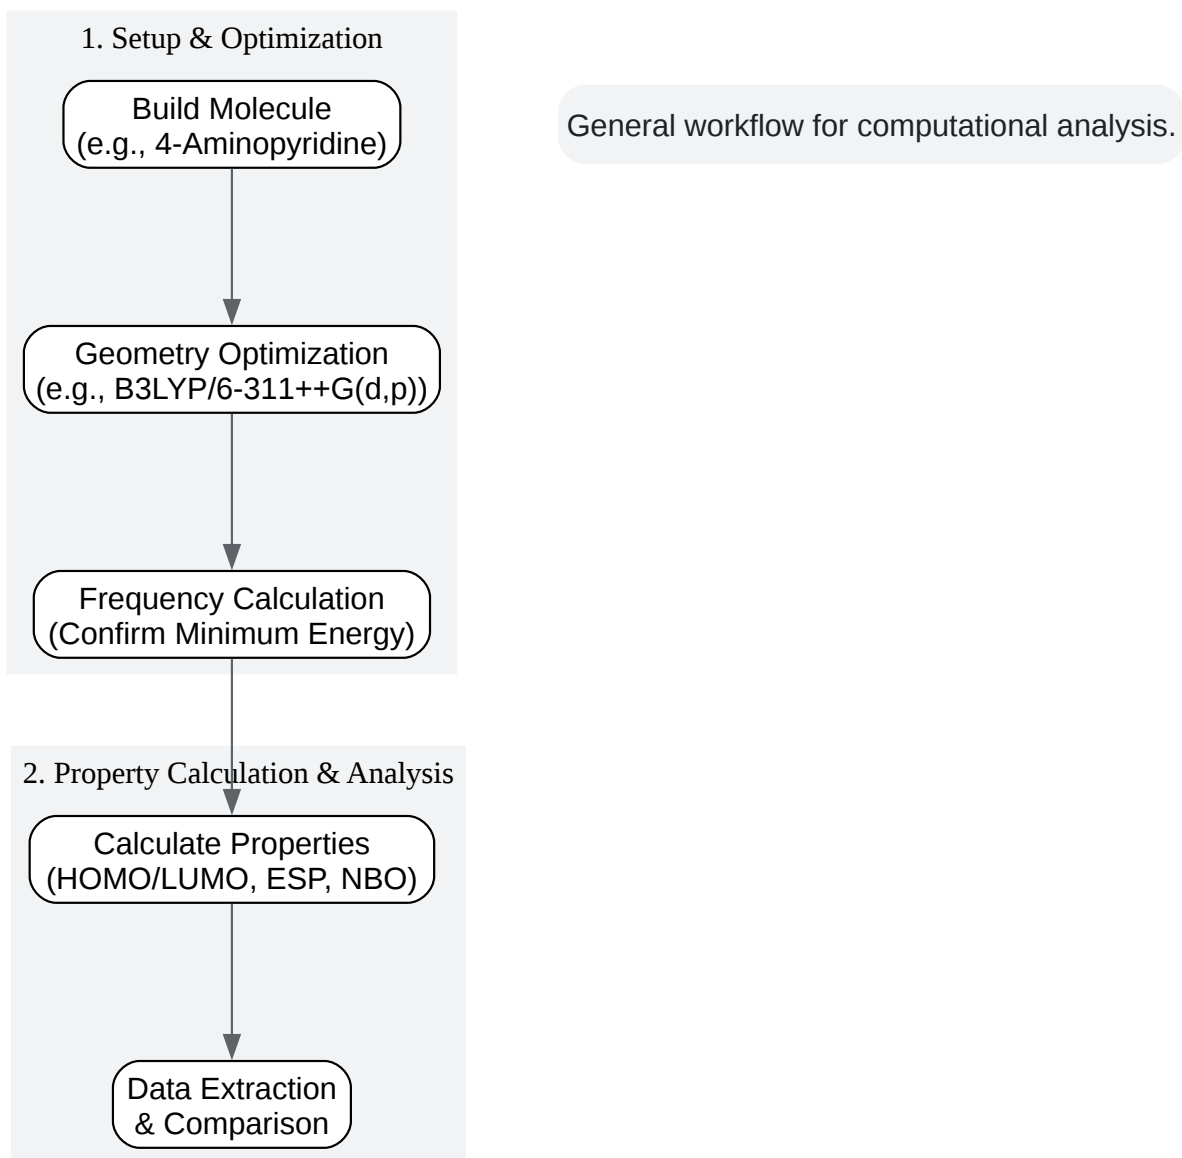 1. Setup & Optimization
Build Molecule
(e.g., 4-Aminopyridine)
General workflow for computational analysis.
Geometry Optimization
(e.g., B3LYP/6-311++G(d,p))
Frequency Calculation
(Confirm Minimum Energy)
2. Property Calculation & Analysis
Calculate Properties
(HOMO/LUMO, ESP, NBO)
Data Extraction
& Comparison